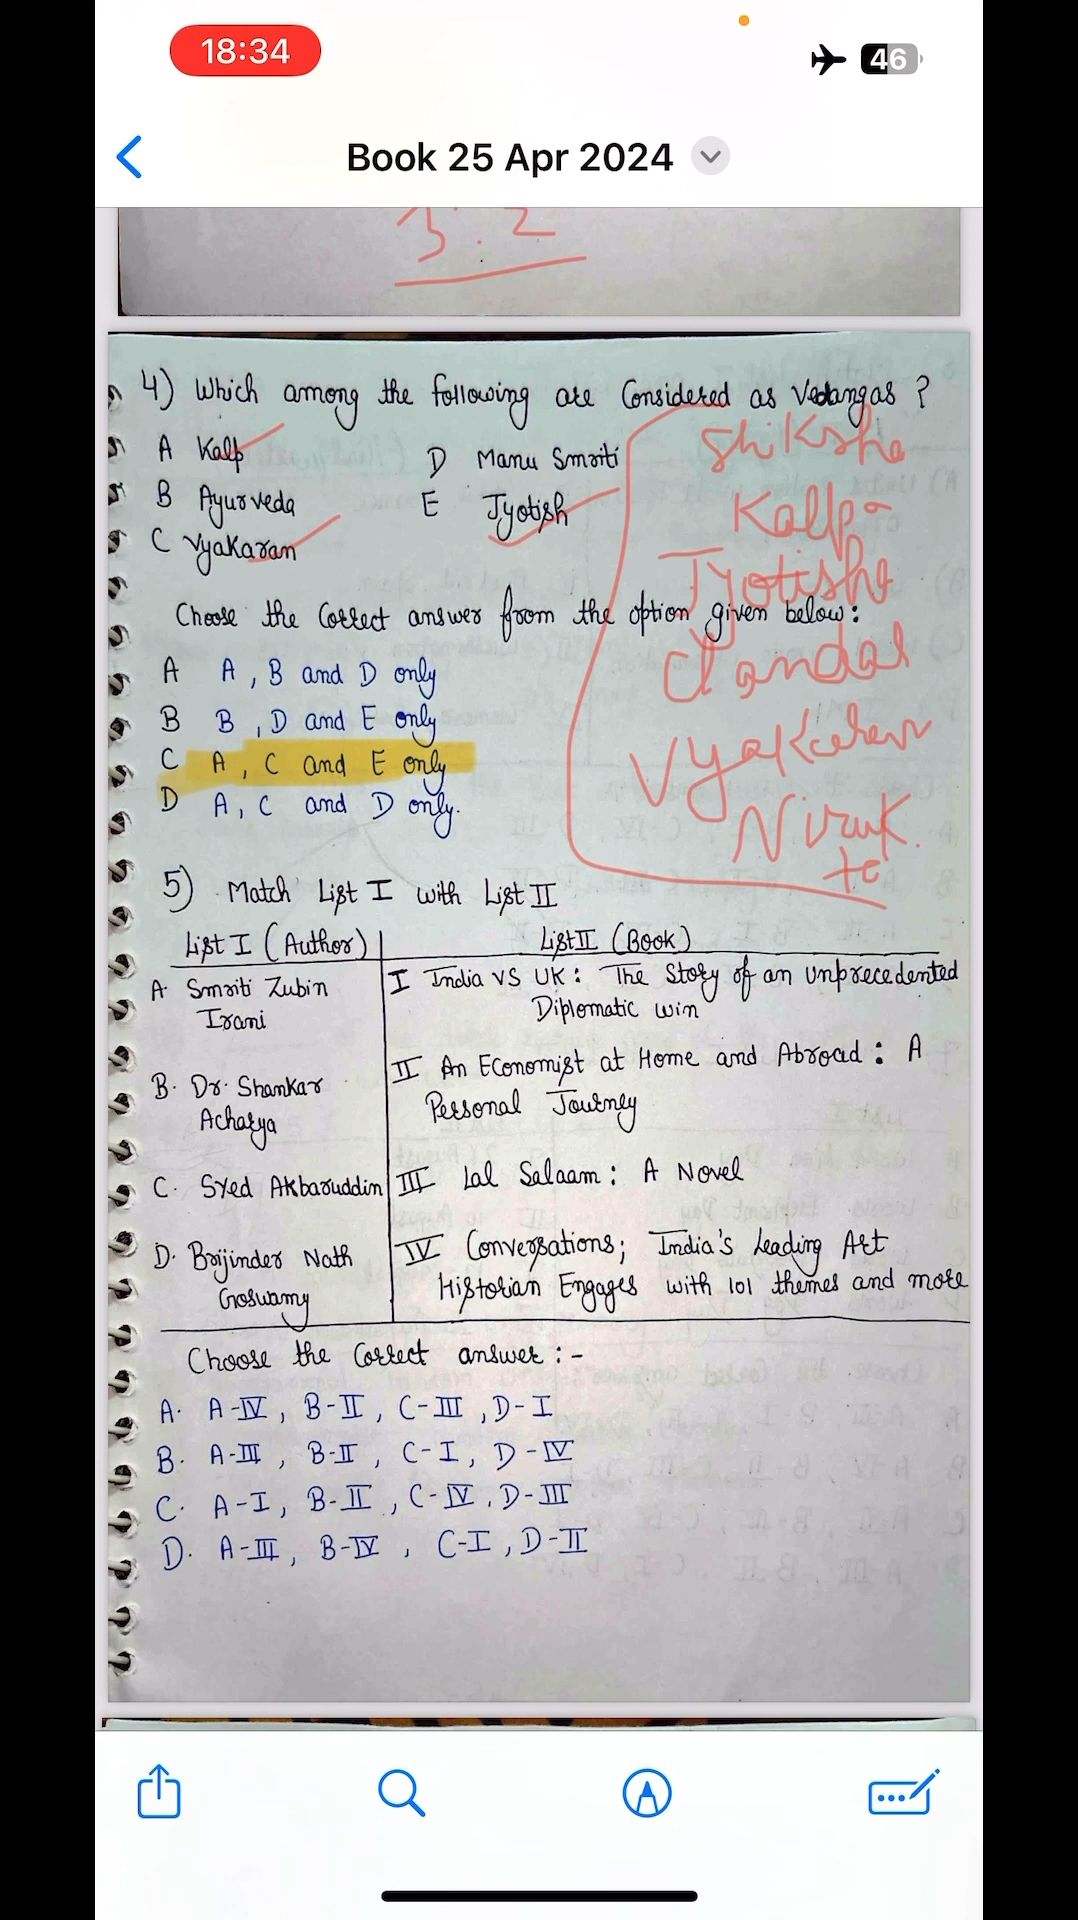 18:34
46
Book 25 Apr 2024
3:2
4) Which among the following are Considered as Vedangas ?
A Kalp
D Manu Smriti
B Ayurveda
E Jyotish
C Vyakaran
Shiksha
Kalpa
Jyotisha
Chandal
Vyakaran
Niruk
ta
Choose the Correct answer from the option given below:
A A, B and D only
B B, D and E only
C A, C and E only
D A, C and D only.
5) Match List I with List II
List I (Author)
List II (Book)
A. Smriti Zubin
Irani
I India VS UK: The Story of an Unprecedented
Diplomatic win
B. Dr. Shankar
Acharya
II An Economist at Home and Abroad: A
Personal Journey
C. Syed Akbaruddin
III Lal Salaam: A Novel
D. Brijinder Nath
Goswamy
IV Conversations; India's Leading Art
Historian Engages with 101 themes and more
Choose the Correct answer :-
A. A-IV, B-II, C-III, D-I
B. A-III, B-II, C-I, D-IV
C. A-I, B-II, C-IV, D-III
D. A-III, B-IV, C-I, D-II